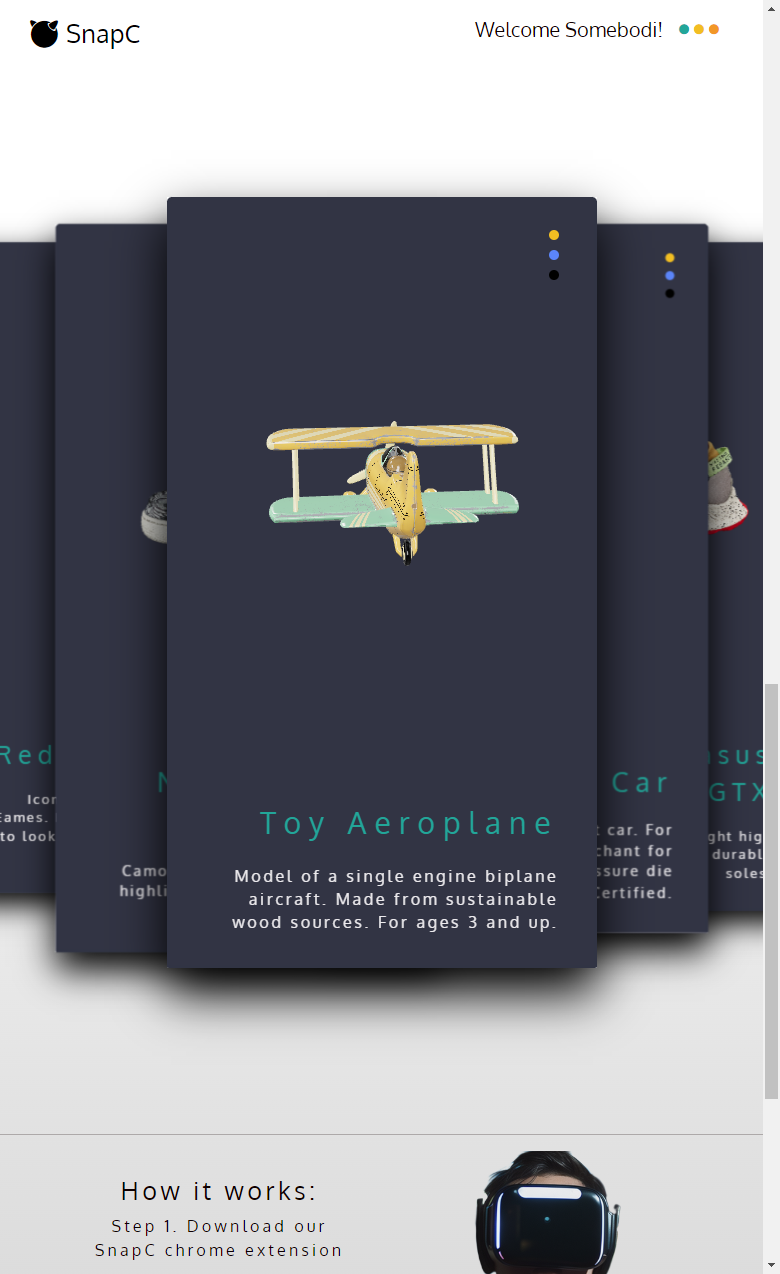 SnapC
Welcome Somebodi!
Red
Icon
Eames.
to look
Camo
highli
Toy Aeroplane
Model of a single engine biplane
aircraft. Made from sustainable
wood sources. For ages 3 and up.
Car
car. For
chant for
ssure die
Certified.
sus
GTX
ght hig
durabl
soles
How it works:
Step 1. Download our
SnapC chrome extension